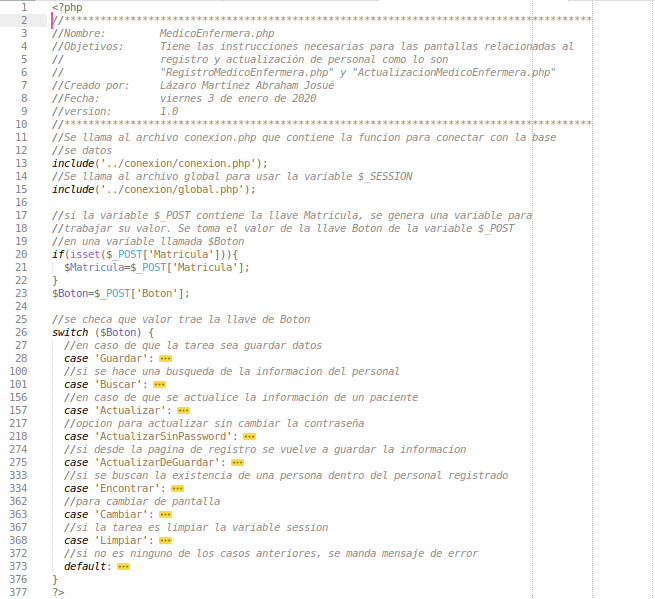 1 <?php
2 //****************************************************************************************
3 //Nombre:         MedicoEnfermera.php
4 //Objetivos:      Tiene las instrucciones necesarias para las pantallas relacionadas al
5 //                registro y actualización de personal como lo son
6 //                "RegistroMedicoEnfermera.php" y "ActualizacionMedicoEnfermera.php"
7 //Creado por:     Lázaro Martínez Abraham Josué
8 //Fecha:          viernes 3 de enero de 2020
9 //version:        1.0
10 //****************************************************************************************
11 //Se llama al archivo conexion.php que contiene la funcion para conectar con la base
12 //se datos
13 include('../conexion/conexion.php');
14 //Se llama al archivo global para usar la variable $_SESSION
15 include('../conexion/global.php');
16
17 //si la variable $_POST contiene la llave Matricula, se genera una variable para
18 //trabajar su valor. Se toma el valor de la llave Boton de la variable $_POST
19 //en una variable llamada $Boton
20 if(isset($_POST['Matricula'])){
21   $Matricula=$_POST['Matricula'];
22 }
23 $Boton=$_POST['Boton'];
24
25 //se checa que valor trae la llave de Boton
26 switch ($Boton) {
27   //en caso de que la tarea sea guardar datos
28   case 'Guardar': •••
100   //si se hace una busqueda de la informacion del personal
101   case 'Buscar': •••
156   //en caso de que se actualice la información de un paciente
157   case 'Actualizar': •••
217   //opcion para actualizar sin cambiar la contraseña
218   case 'ActualizarSinPassword': •••
274   //si desde la pagina de registro se vuelve a guardar la informacion
275   case 'ActualizarDeGuardar': •••
333   //si se buscan la existencia de una persona dentro del personal registrado
334   case 'Encontrar': •••
362   //para cambiar de pantalla
363   case 'Cambiar': •••
367   //si la tarea es limpiar la variable session
368   case 'Limpiar': •••
372   //si no es ninguno de los casos anteriores, se manda mensaje de error
373   default: •••
376 }
377 ?>